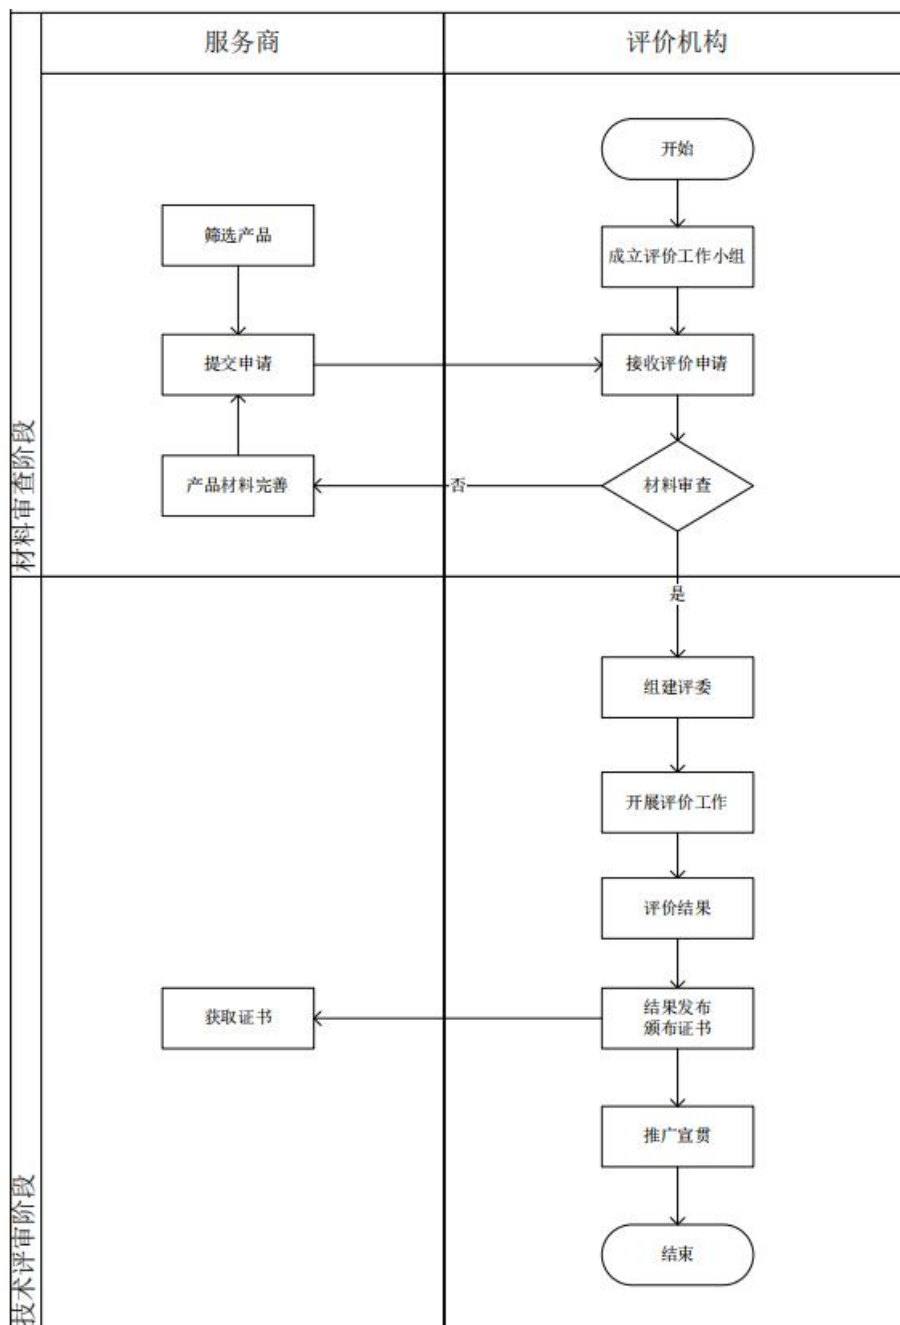 服务商
评价机构
材料审查阶段
开始
筛选产品
成立评价工作小组
提交申请
接收评价申请
产品材料完善
否
材料审查
是
技术评审阶段
组建评委
开展评价工作
评价结果
获取证书
结果发布
颁布证书
推广宣贯
结束